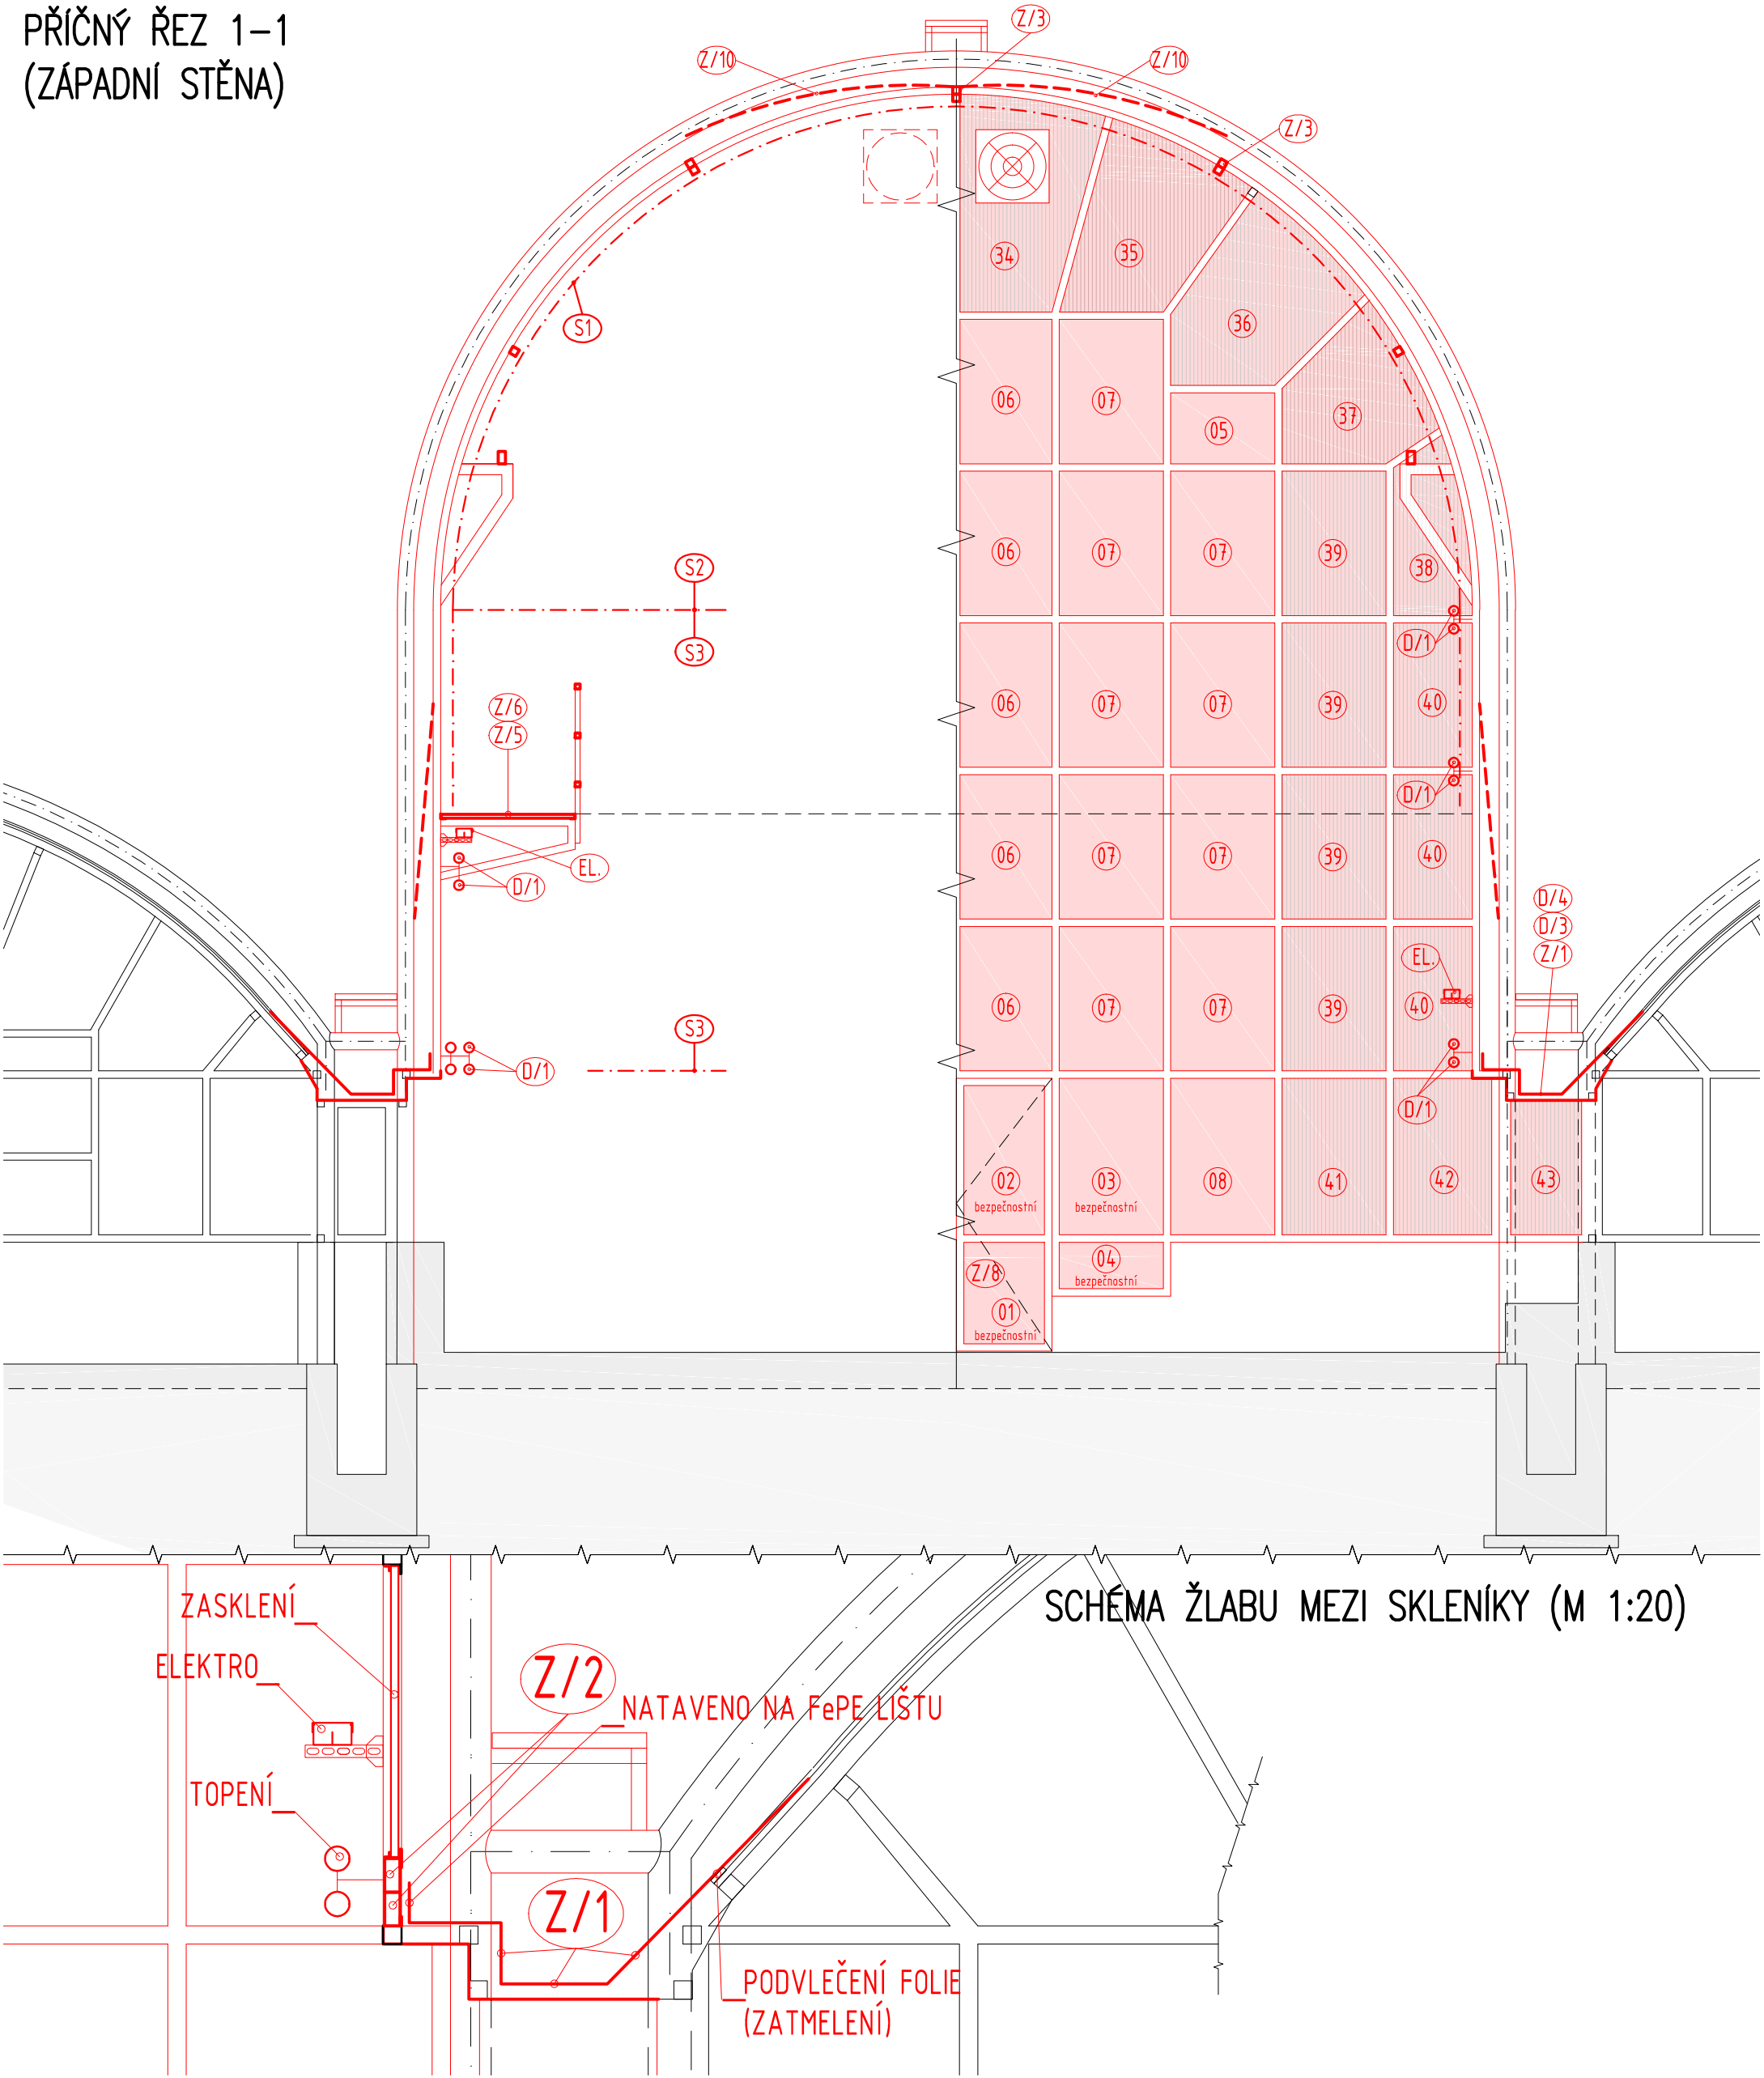 PŘÍČNÝ ŘEZ 1-1
(ZÁPADNÍ STĚNA)
Z/3
Z/10
Z/10
Z/3
34
35
S1
36
06
07
05
37
S2
06
07
07
39
38
S3
D/1
Z/6
Z/5
06
07
07
39
40
D/1
EL.
D/1
06
07
07
39
40
D/4
D/3
Z/1
EL.
S3
06
07
07
39
40
D/1
D/1
02
bezpečnostní
03
bezpečnostní
08
41
42
43
Z/8
04
bezpečnostní
01
bezpečnostní
SCHÉMA ŽLABU MEZI SKLENÍKY (M 1:20)
ZASKLENÍ
ELEKTRO
Z/2
NATAVENO NA FePE LIŠTU
TOPENÍ
Z/1
PODVLEČENÍ FOLIE
(ZATMELENÍ)